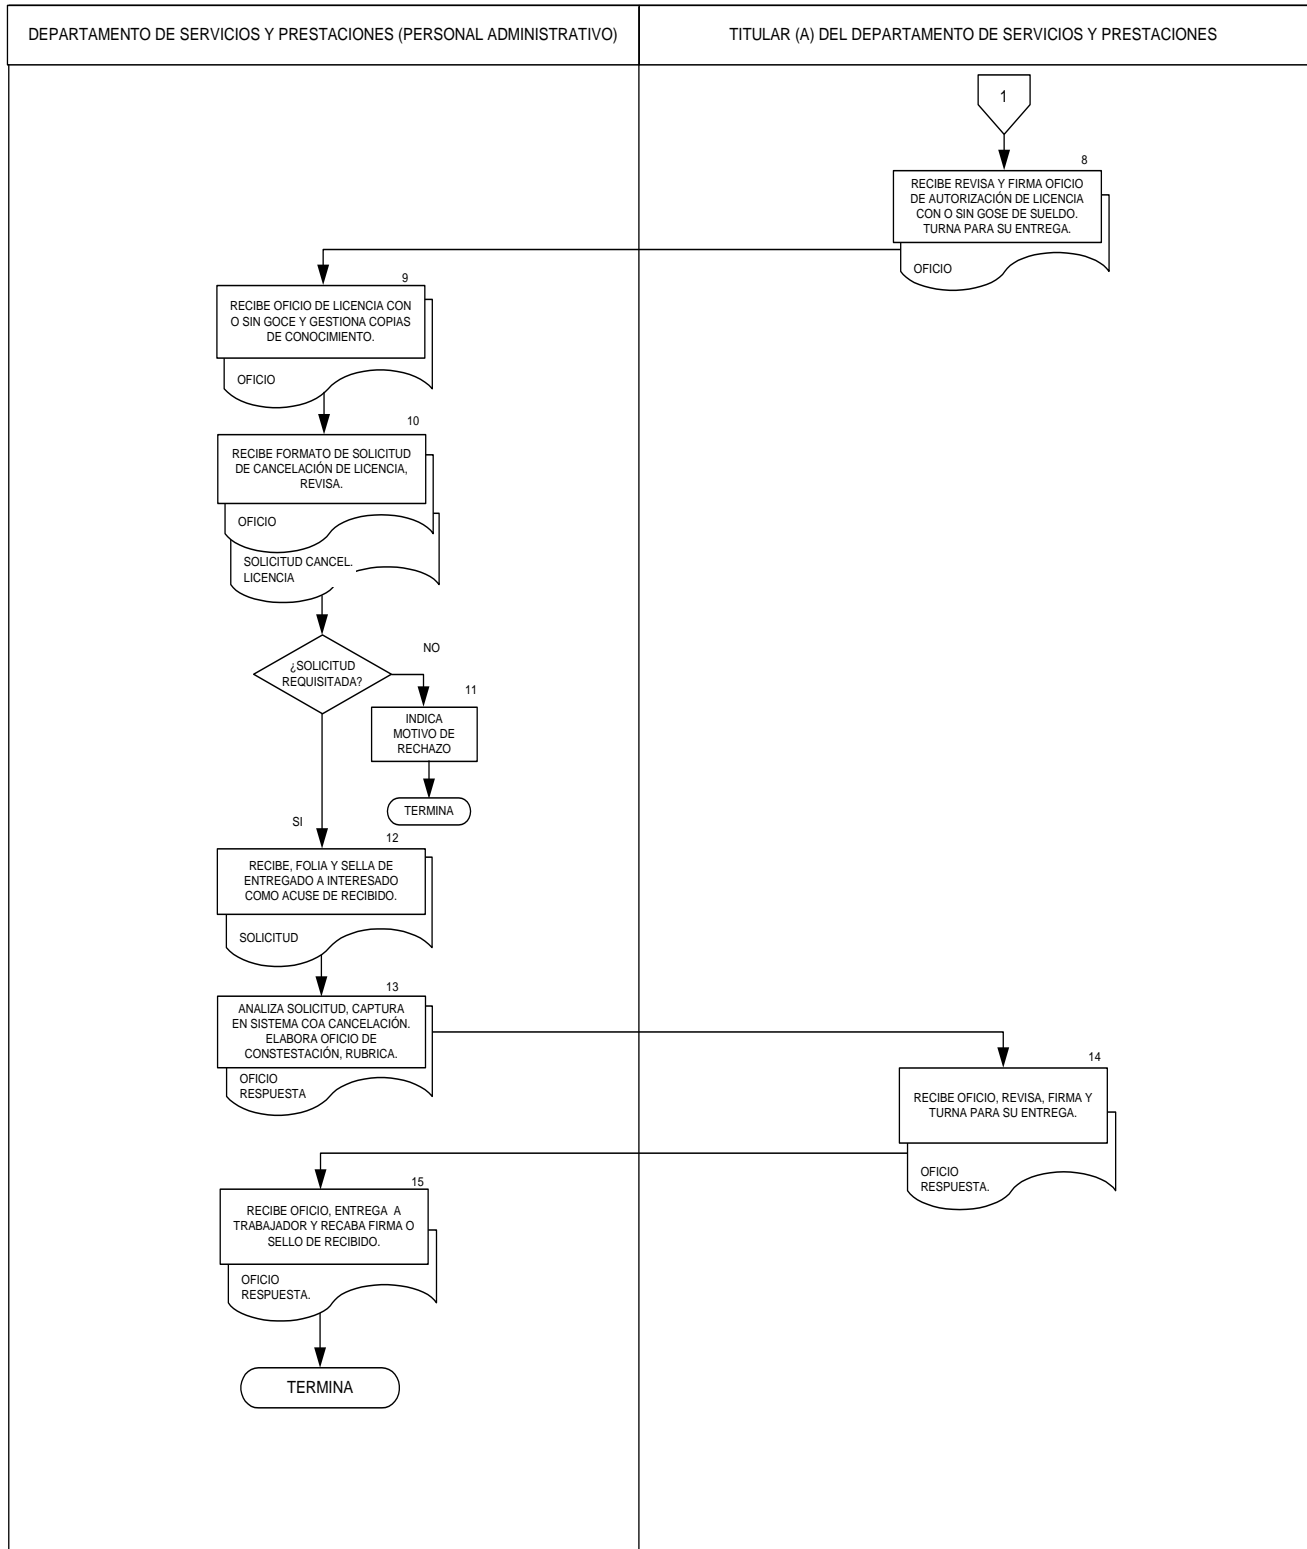 DEPARTAMENTO DE SERVICIOS Y PRESTACIONES (PERSONAL ADMINISTRATIVO)
TITULAR (A) DEL DEPARTAMENTO DE SERVICIOS Y PRESTACIONES
1
8
RECIBE REVISA Y FIRMA OFICIO
DE AUTORIZACIÓN DE LICENCIA
CON O SIN GOSE DE SUELDO.
TURNA PARA SU ENTREGA.
OFICIO
9
RECIBE OFICIO DE LICENCIA CON
O SIN GOCE Y GESTIONA COPIAS
DE CONOCIMIENTO.
OFICIO
10
RECIBE FORMATO DE SOLICITUD
DE CANCELACIÓN DE LICENCIA,
REVISA.
OFICIO
SOLICITUD CANCEL.
LICENCIA
¿SOLICITUD
REQUISITADA?
NO
11
INDICA
MOTIVO DE
RECHAZO
TERMINA
SI
12
RECIBE, FOLIA Y SELLA DE
ENTREGADO A INTERESADO
COMO ACUSE DE RECIBIDO.
SOLICITUD
13
ANALIZA SOLICITUD, CAPTURA
EN SISTEMA COA CANCELACIÓN.
ELABORA OFICIO DE
CONSTESTACIÓN, RUBRICA.
OFICIO
RESPUESTA
14
RECIBE OFICIO, REVISA, FIRMA Y
TURNA PARA SU ENTREGA.
OFICIO
RESPUESTA.
15
RECIBE OFICIO, ENTREGA A
TRABAJADOR Y RECABA FIRMA O
SELLO DE RECIBIDO.
OFICIO
RESPUESTA.
TERMINA